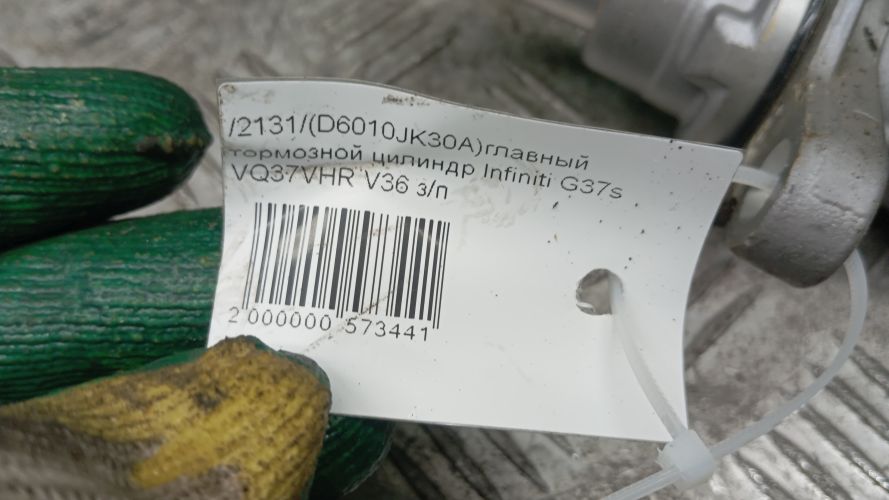 /2131/(D6010JK30A)главный
тормозной цилиндр Infiniti G37s
VQ37VHR V36 з/п
2 000000 573441